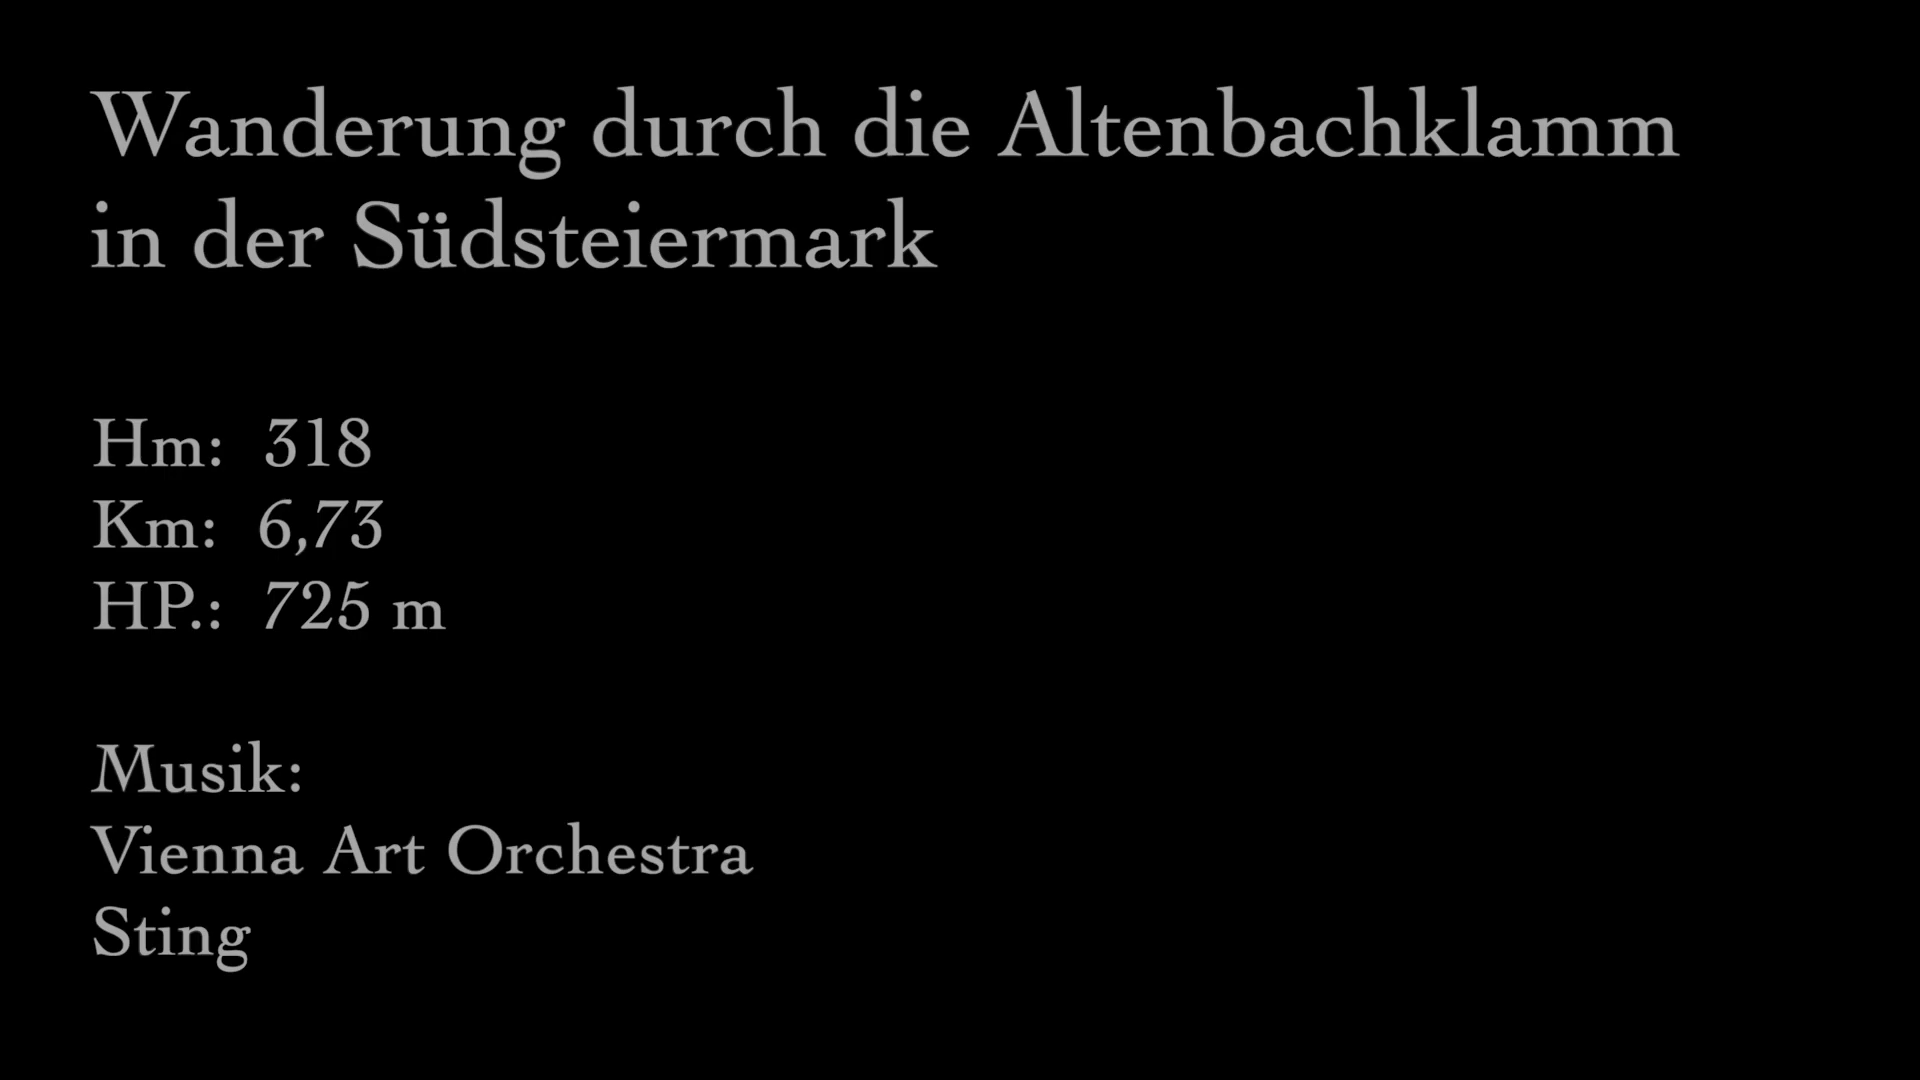 Wanderung durch die Altenbachklamm
in der Südsteiermark
Hm: 318
Km: 6,73
HP.: 725 m
Musik:
Vienna Art Orchestra
Sting